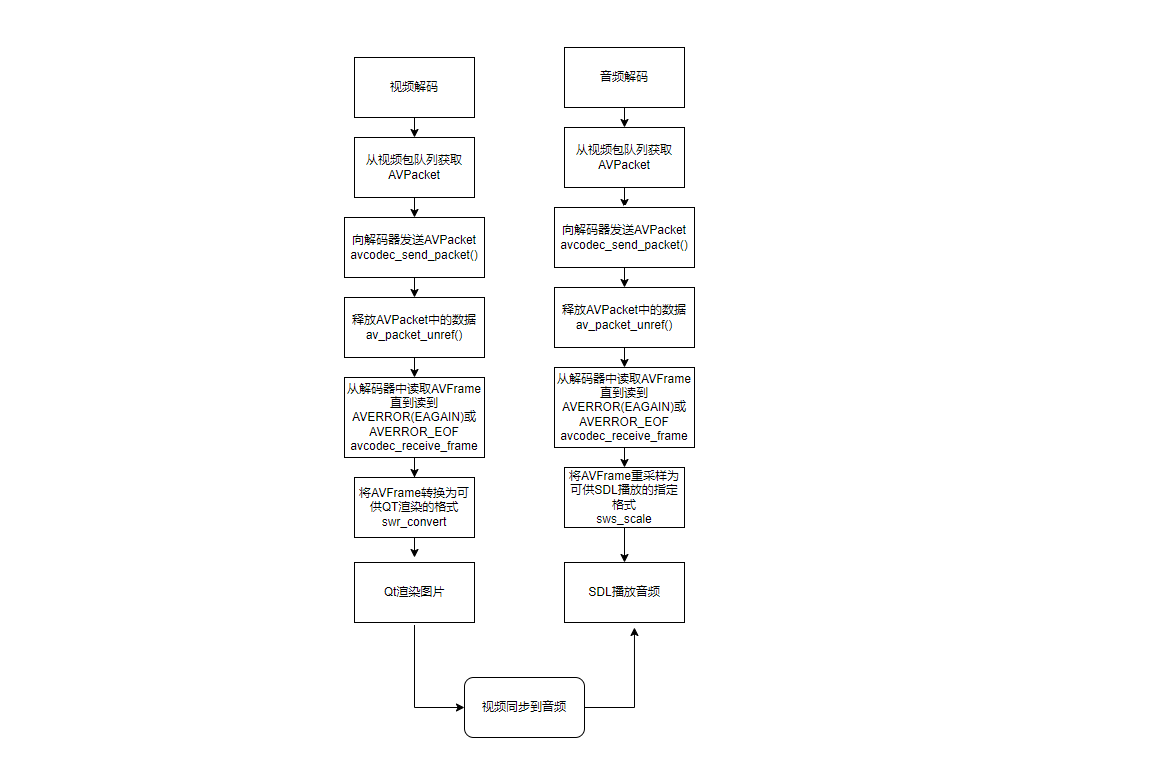 视频解码
从视频包队列获取
AVPacket
向解码器发送AVPacket
avcodec_send_packet()
释放AVPacket中的数据
av_packet_unref()
从解码器中读取AVFrame
直到读到
AVERROR(EAGAIN)或
AVERROR_EOF
avcodec_receive_frame
将AVFrame转换为可
供QT渲染的格式
swr_convert
Qt渲染图片
音频解码
从视频包队列获取
AVPacket
向解码器发送AVPacket
avcodec_send_packet()
释放AVPacket中的数据
av_packet_unref()
从解码器中读取AVFrame
直到读到
AVERROR(EAGAIN)或
AVERROR_EOF
avcodec_receive_frame
将AVFrame重采样为
可供SDL播放的指定
格式
sws_scale
SDL播放音频
视频同步到音频